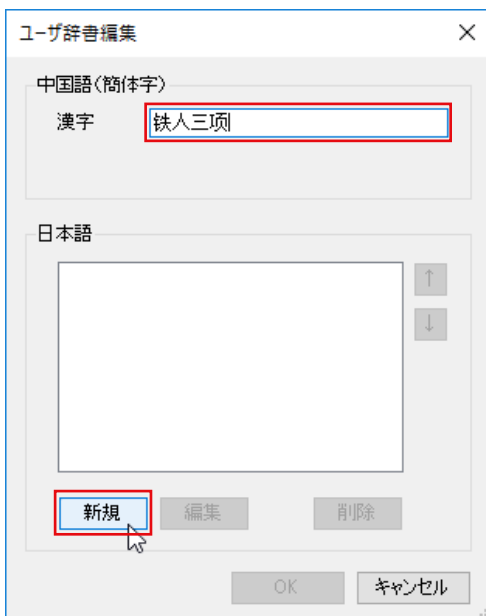 ユーザ辞書編集
中国語(簡体字)
漢字 铁人三项
日本語
↑
↓
新規 編集 削除
OK キャンセル